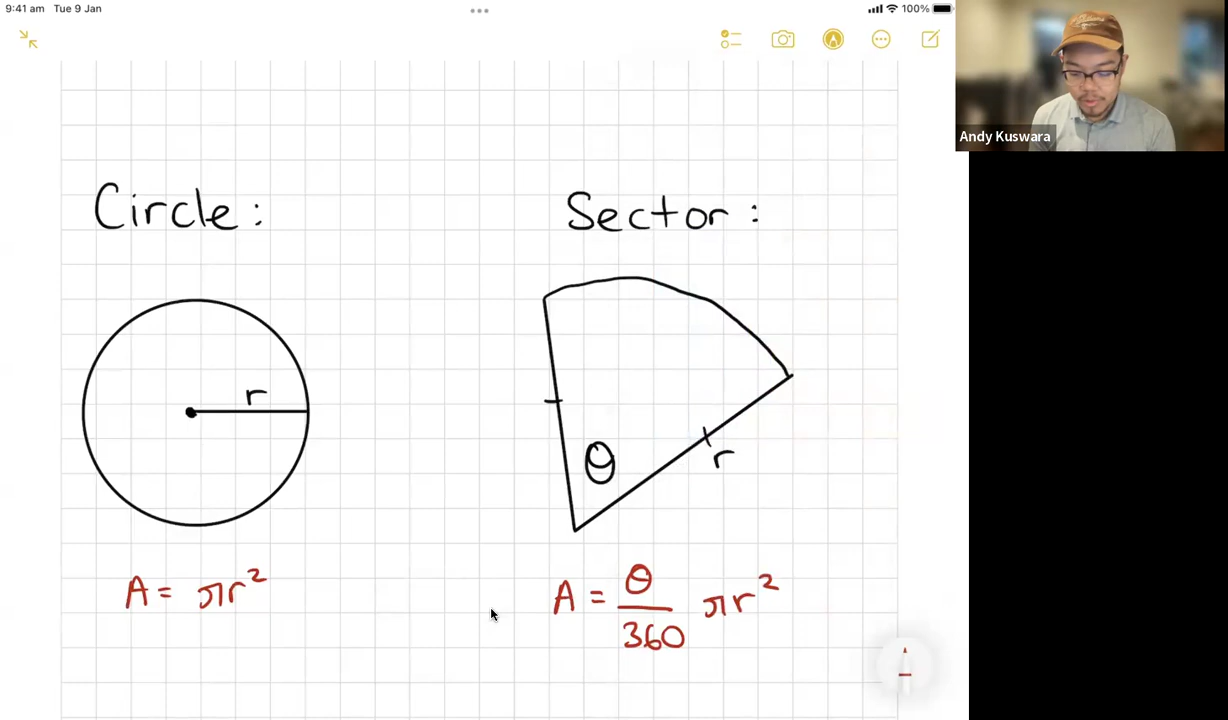 9:41 am Tue 9 Jan
100%
Andy Kuswara
Circle:
Sector:
r
θ
r
A = πr²
A = θ/360 πr²